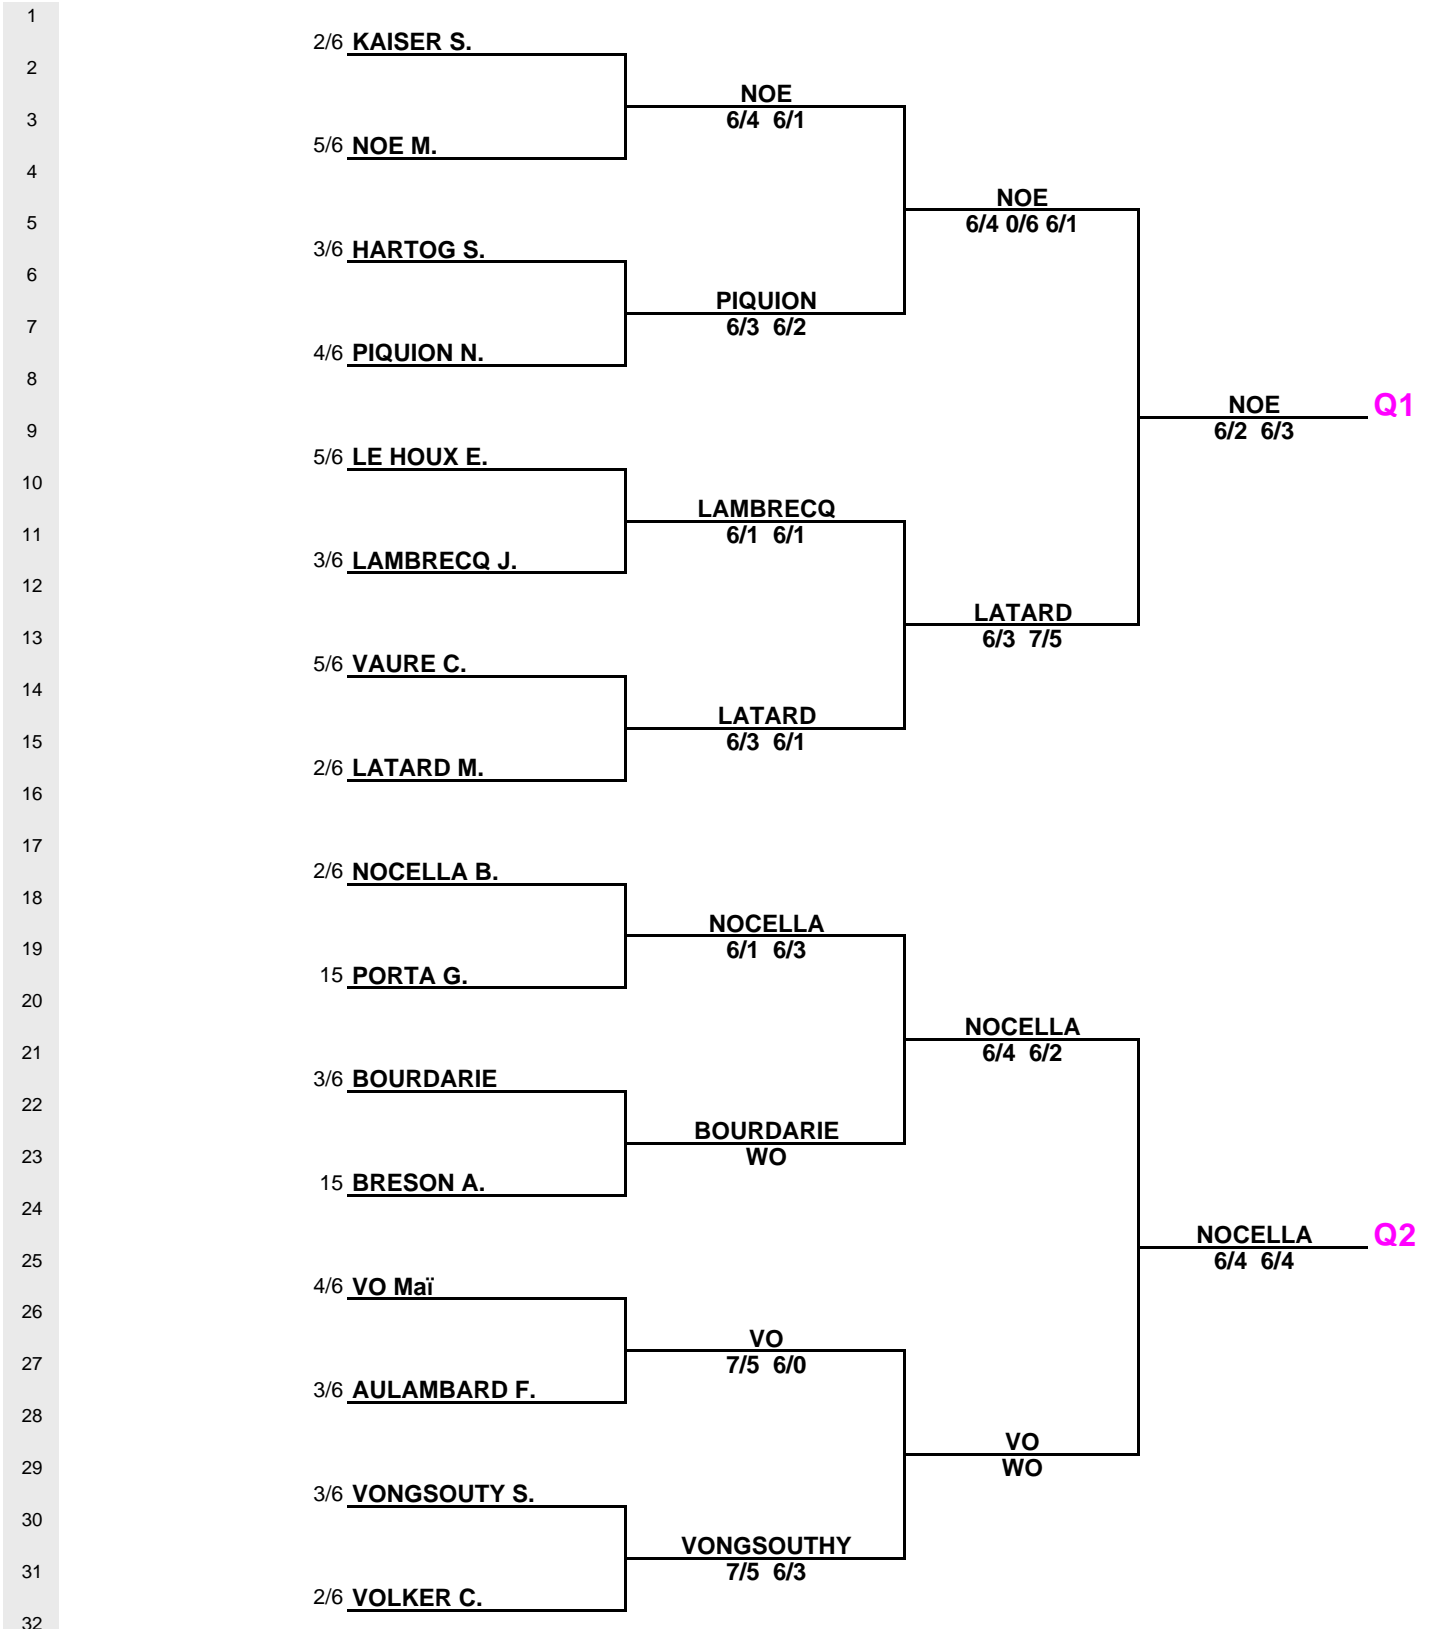 1
2/6 KAISER S.
2
NOE
3
6/4 6/1
5/6 NOE M.
4
NOE
5
6/4 0/6 6/1
3/6 HARTOG S.
6
PIQUION
7
6/3 6/2
4/6 PIQUION N.
8
NOE Q1
9
6/2 6/3
5/6 LE HOUX E.
10
LAMBRECQ
11
6/1 6/1
3/6 LAMBRECQ J.
12
LATARD
13
6/3 7/5
5/6 VAURE C.
14
LATARD
15
6/3 6/1
2/6 LATARD M.
16
17
2/6 NOCELLA B.
18
NOCELLA
19
6/1 6/3
15 PORTA G.
20
NOCELLA
21
6/4 6/2
3/6 BOURDARIE
22
BOURDARIE
23
WO
15 BRESON A.
24
NOCELLA Q2
25
6/4 6/4
4/6 VO Maï
26
VO
27
7/5 6/0
3/6 AULAMBARD F.
28
VO
29
WO
3/6 VONGSOUTY S.
30
VONGSOUTHY
31
7/5 6/3
2/6 VOLKER C.
32